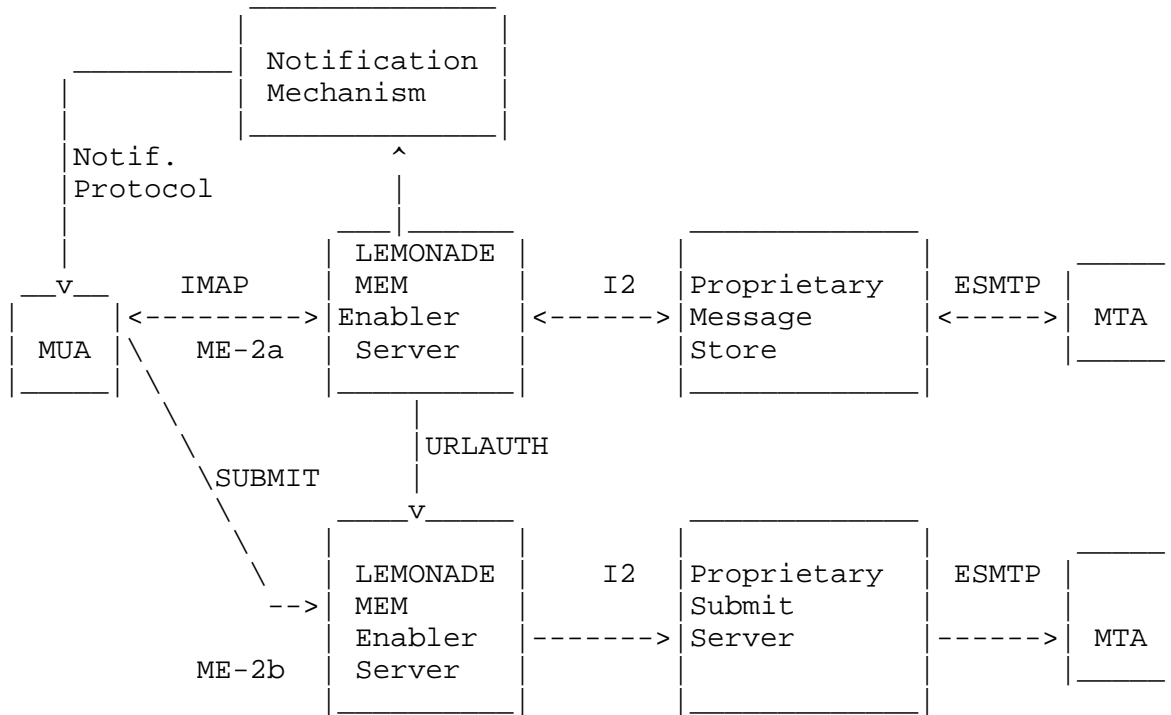 Notification
Mechanism
Notif.
Protocol
LEMONADE
IMAP MEM I2 Proprietary ESMTP
Enabler Message MTA
MUA ME-2a Server Store
URLAUTH
SUBMIT
LEMONADE I2 Proprietary ESMTP
MEM Submit
Enabler Server MTA
ME-2b Server